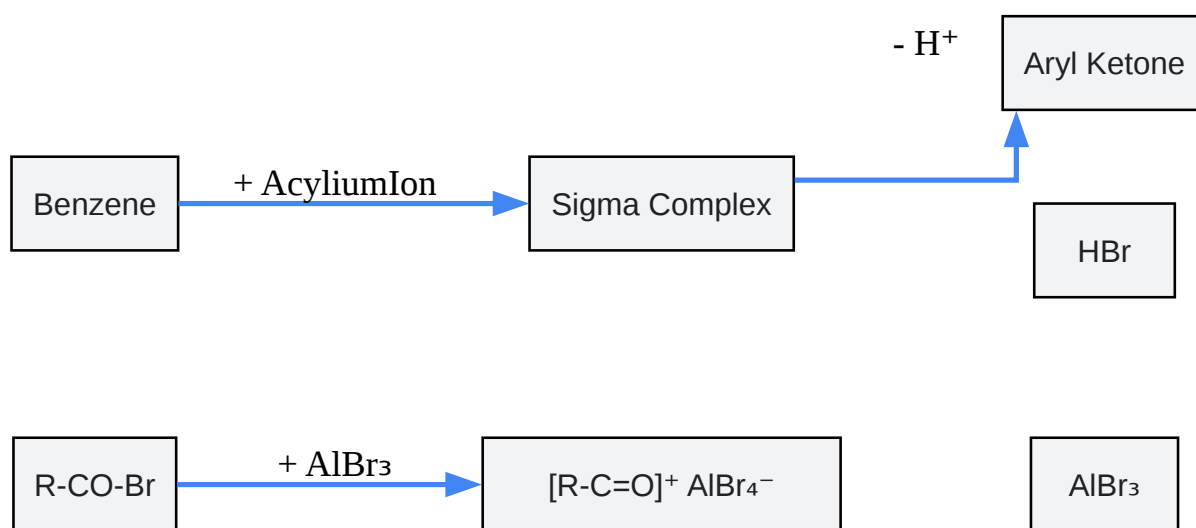 - H⁺
Aryl Ketone
+ AcyliumIon
Benzene
Sigma Complex
HBr
+ AlBr₃
R-CO-Br
[R-C=O]⁺ AlBr₄⁻
AlBr₃